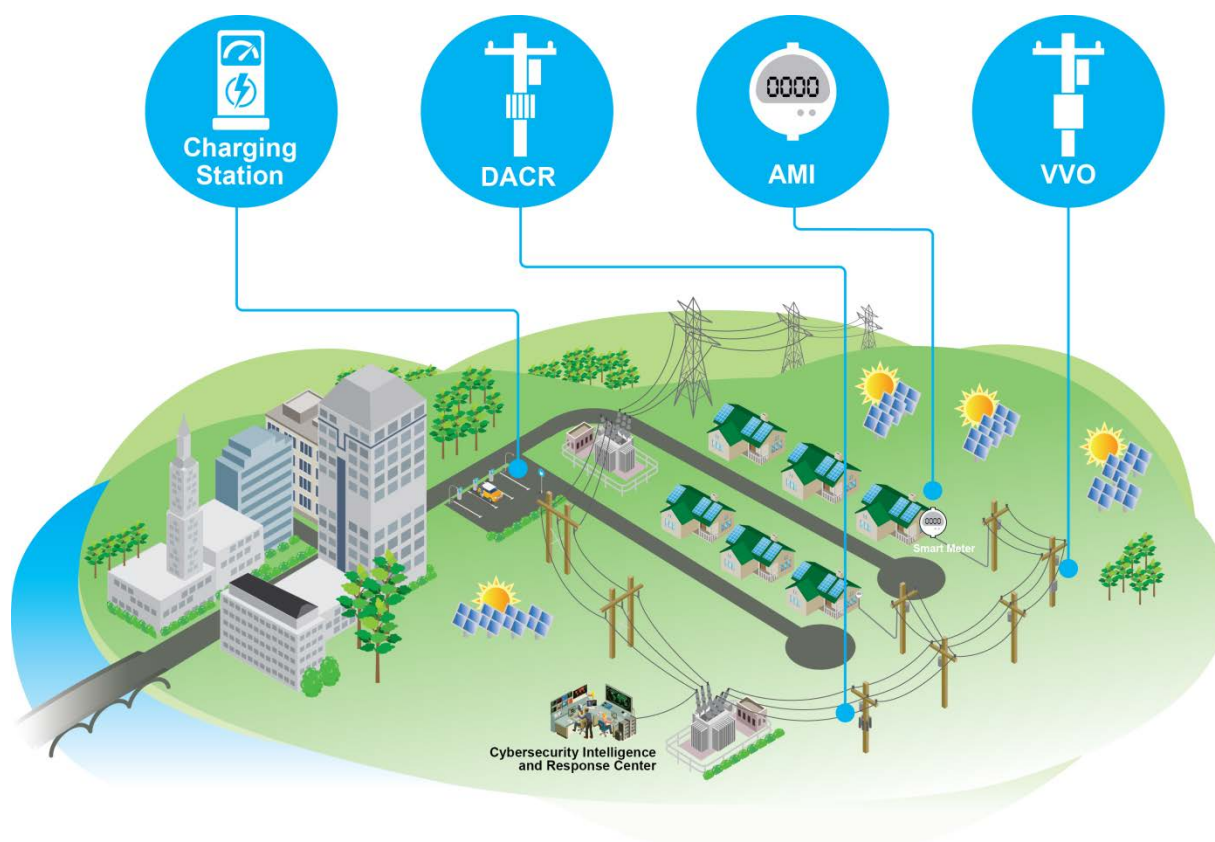 Charging
Station
DACR
0000
AMI
VVO
0000
Smart Meter
Cybersecurity Intelligence
and Response Center